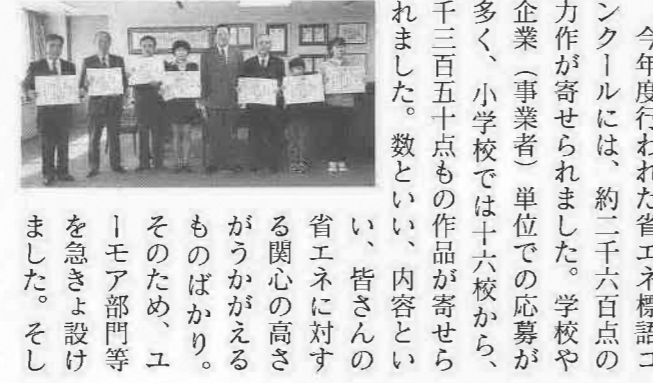 今年度行われた省エネ標語コ
ンクールには、約二千六百点の
力作が寄せられました。学校や
企業（事業者）単位での応募が
多く、小学校では十六校から、
千三百五十点もの作品が寄せら
れました。数といい、内容とい
い、皆さんの
省エネに対す
る関心の高さ
がうかがえる
ものばかり。
そのため、ユ
ーモア部門等
を急きょ設け
ました。そし